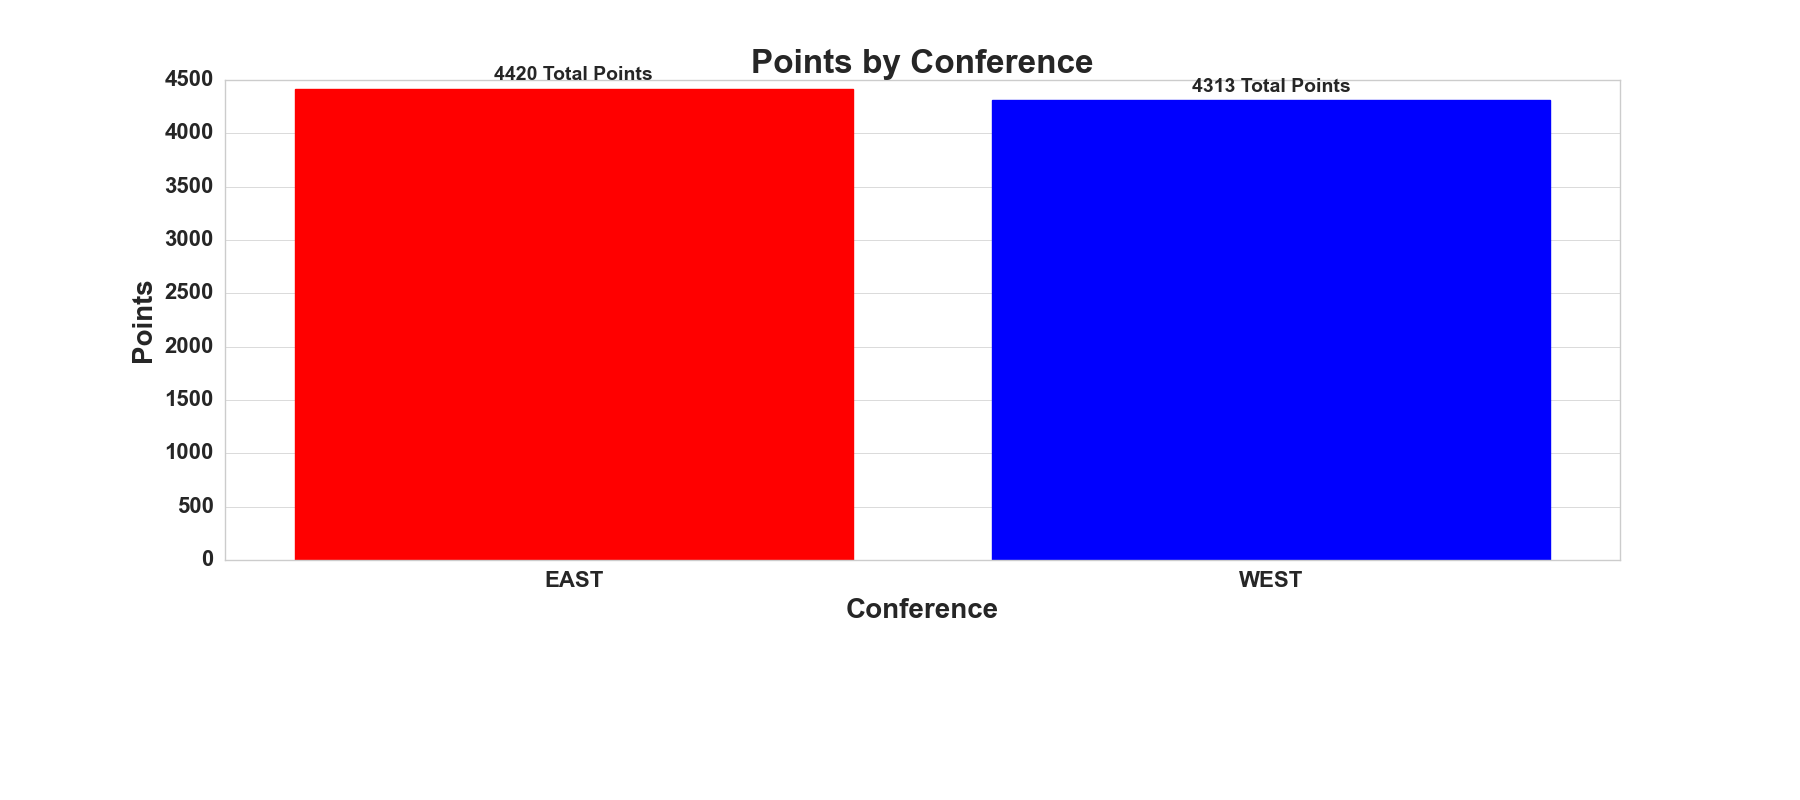 Points by Conference
4420 Total Points
4313 Total Points
4500
4000
3500
3000
2500
2000
1500
1000
500
0
Points
EAST
WEST
Conference